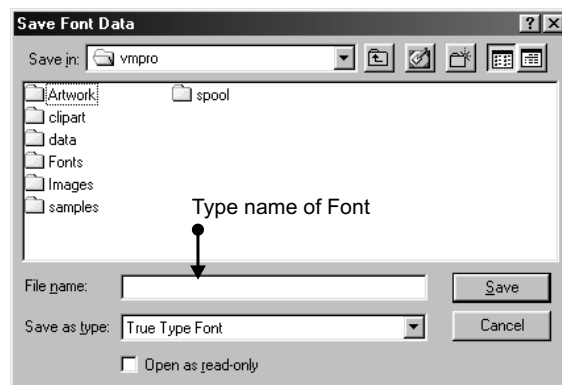 Save Font Data
Save in: vmpro
Artwork spool
clipart
data
Fonts
Images
samples
Type name of Font
File name: Save
Save as type: True Type Font Cancel
Open as read-only